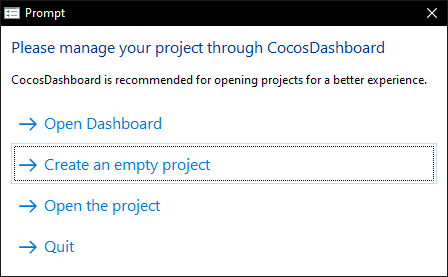 Prompt
Please manage your project through CocosDashboard
CocosDashboard is recommended for opening projects for a better experience.
Open Dashboard
Create an empty project
Open the project
Quit